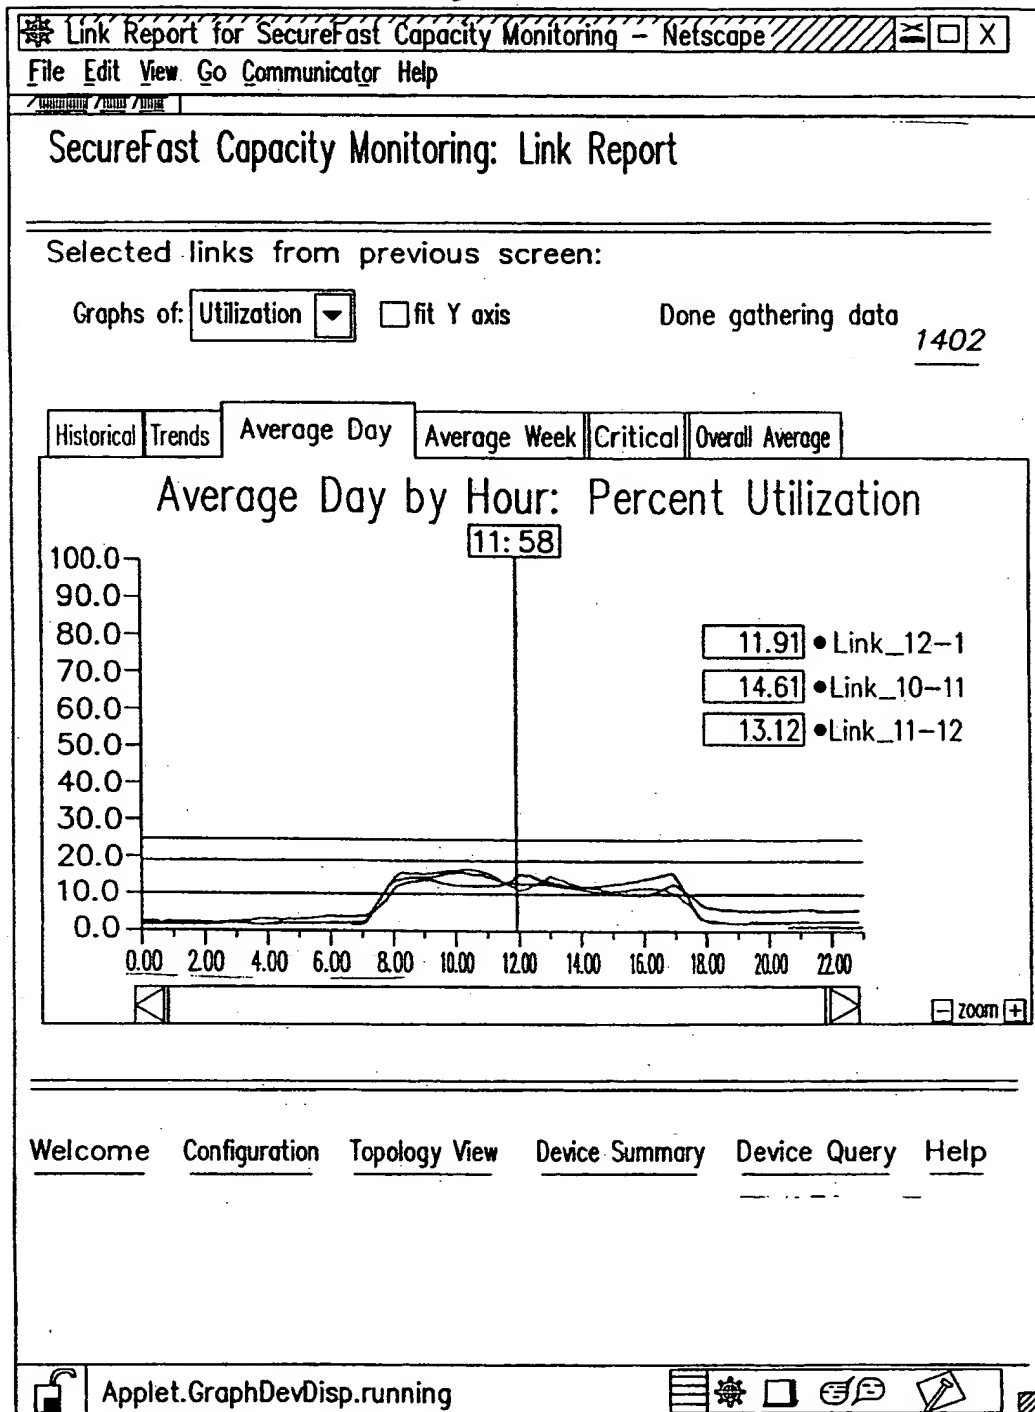 Link Report for SecureFast Capacity Monitoring – Netscape
File Edit View Go Communicator Help
SecureFast Capacity Monitoring: Link Report
Selected links from previous screen:
Graphs of: Utilization fit Y axis Done gathering data
1402
Historical Trends Average Day Average Week Critical Overall Average
Average Day by Hour: Percent Utilization
11:58
100.0
90.0
80.0
70.0
60.0
50.0
40.0
30.0
20.0
10.0
0.0
11.91 Link_12–1
14.61 Link_10–11
13.12 Link_11–12
0.00 2.00 4.00 6.00 8.00 10.00 12.00 14.00 16.00 18.00 20.00 22.00
– zoom +
Welcome Configuration Topology View Device Summary Device Query Help
Applet.GraphDevDisp.running